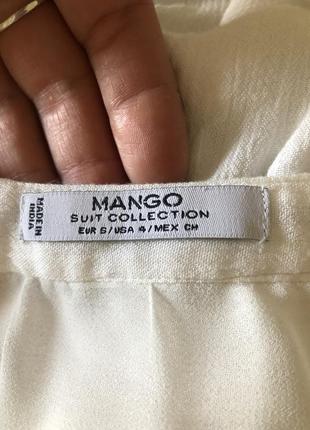 MANGO
SUIT COLLECTION
EUR S/USA 4/MEX CH
MADE IN
INDIA